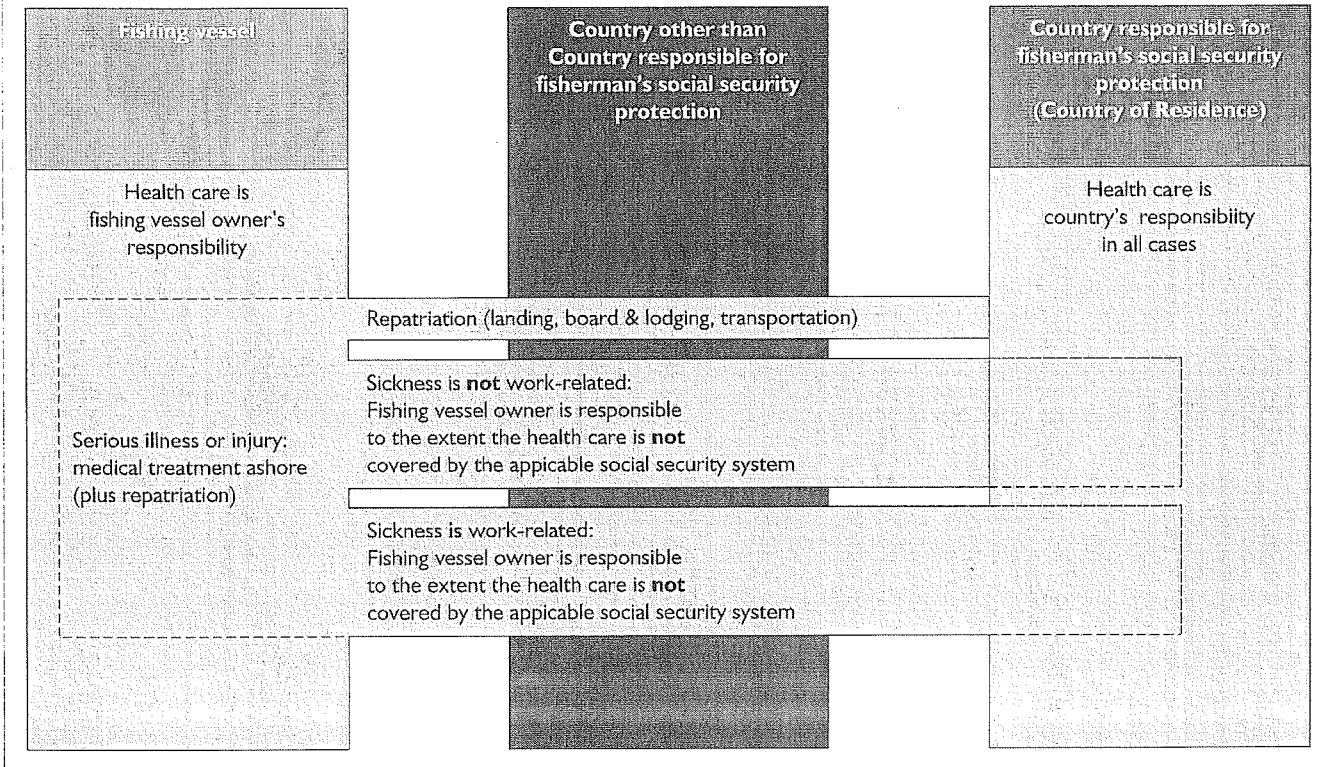 Fishing vessel
Country other than
Country responsible for
fisherman's social security
protection
Country responsible for
fisherman's social security
protection
(Country of Residence)
Health care is
fishing vessel owner's
responsibility
Health care is
country's responsibiity
in all cases
Repatriation (landing, board & lodging, transportation)
Sickness is not work-related:
Fishing vessel owner is responsible
to the extent the health care is not
covered by the appicable social security system
Serious illness or injury:
medical treatment ashore
(plus repatriation)
Sickness is work-related:
Fishing vessel owner is responsible
to the extent the health care is not
covered by the appicable social security system